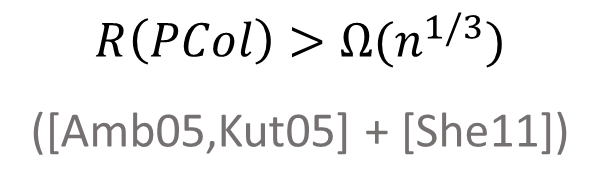 R(PCol) > Ω(n^{1/3})
([Amb05,Kut05] + [She11])